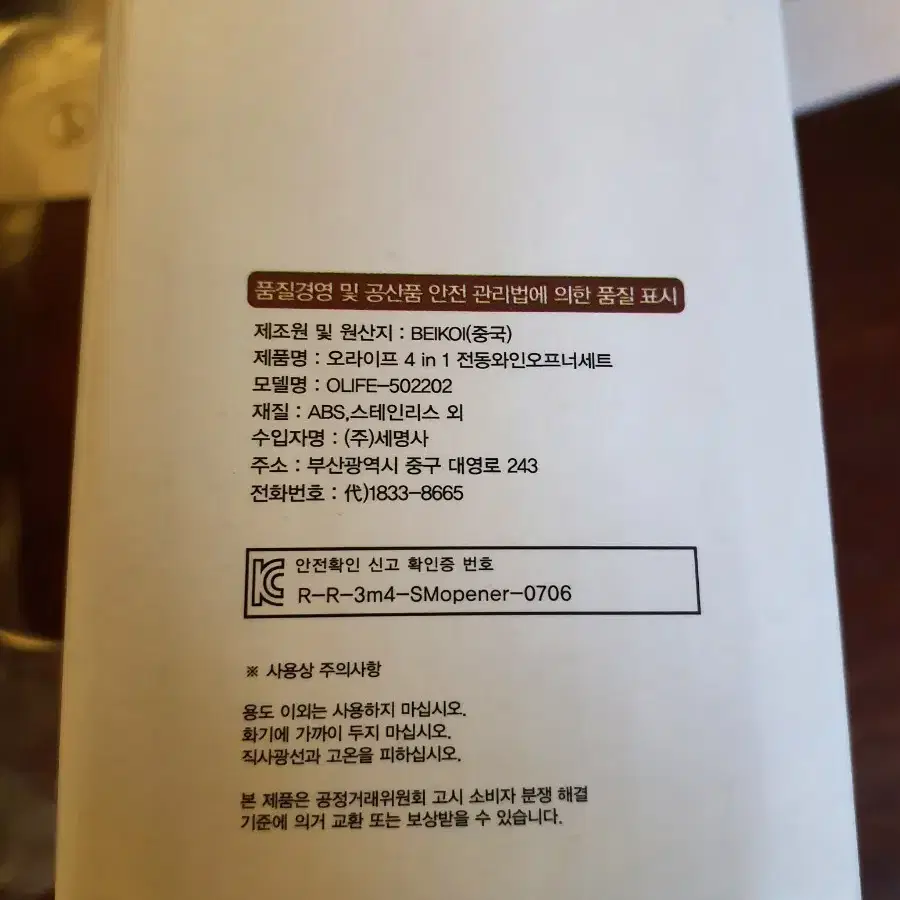 품질경영 및 공산품 안전 관리법에 의한 품질 표시
제조원 및 원산지 : BEIKOI(중국)
제품명 : 오라이프 4 in 1 전동와인오프너세트
모델명 : OLIFE-502202
재질 : ABS,스테인리스 외
수입자명 : (주)세명사
주소 : 부산광역시 중구 대영로 243
전화번호 : 代)1833-8665
안전확인 신고 확인증 번호
R-R-3m4-SMopener-0706
※ 사용상 주의사항
용도 이외는 사용하지 마십시오.
화기에 가까이 두지 마십시오.
직사광선과 고온을 피하십시오.
본 제품은 공정거래위원회 고시 소비자 분쟁 해결
기준에 의거 교환 또는 보상받을 수 있습니다.